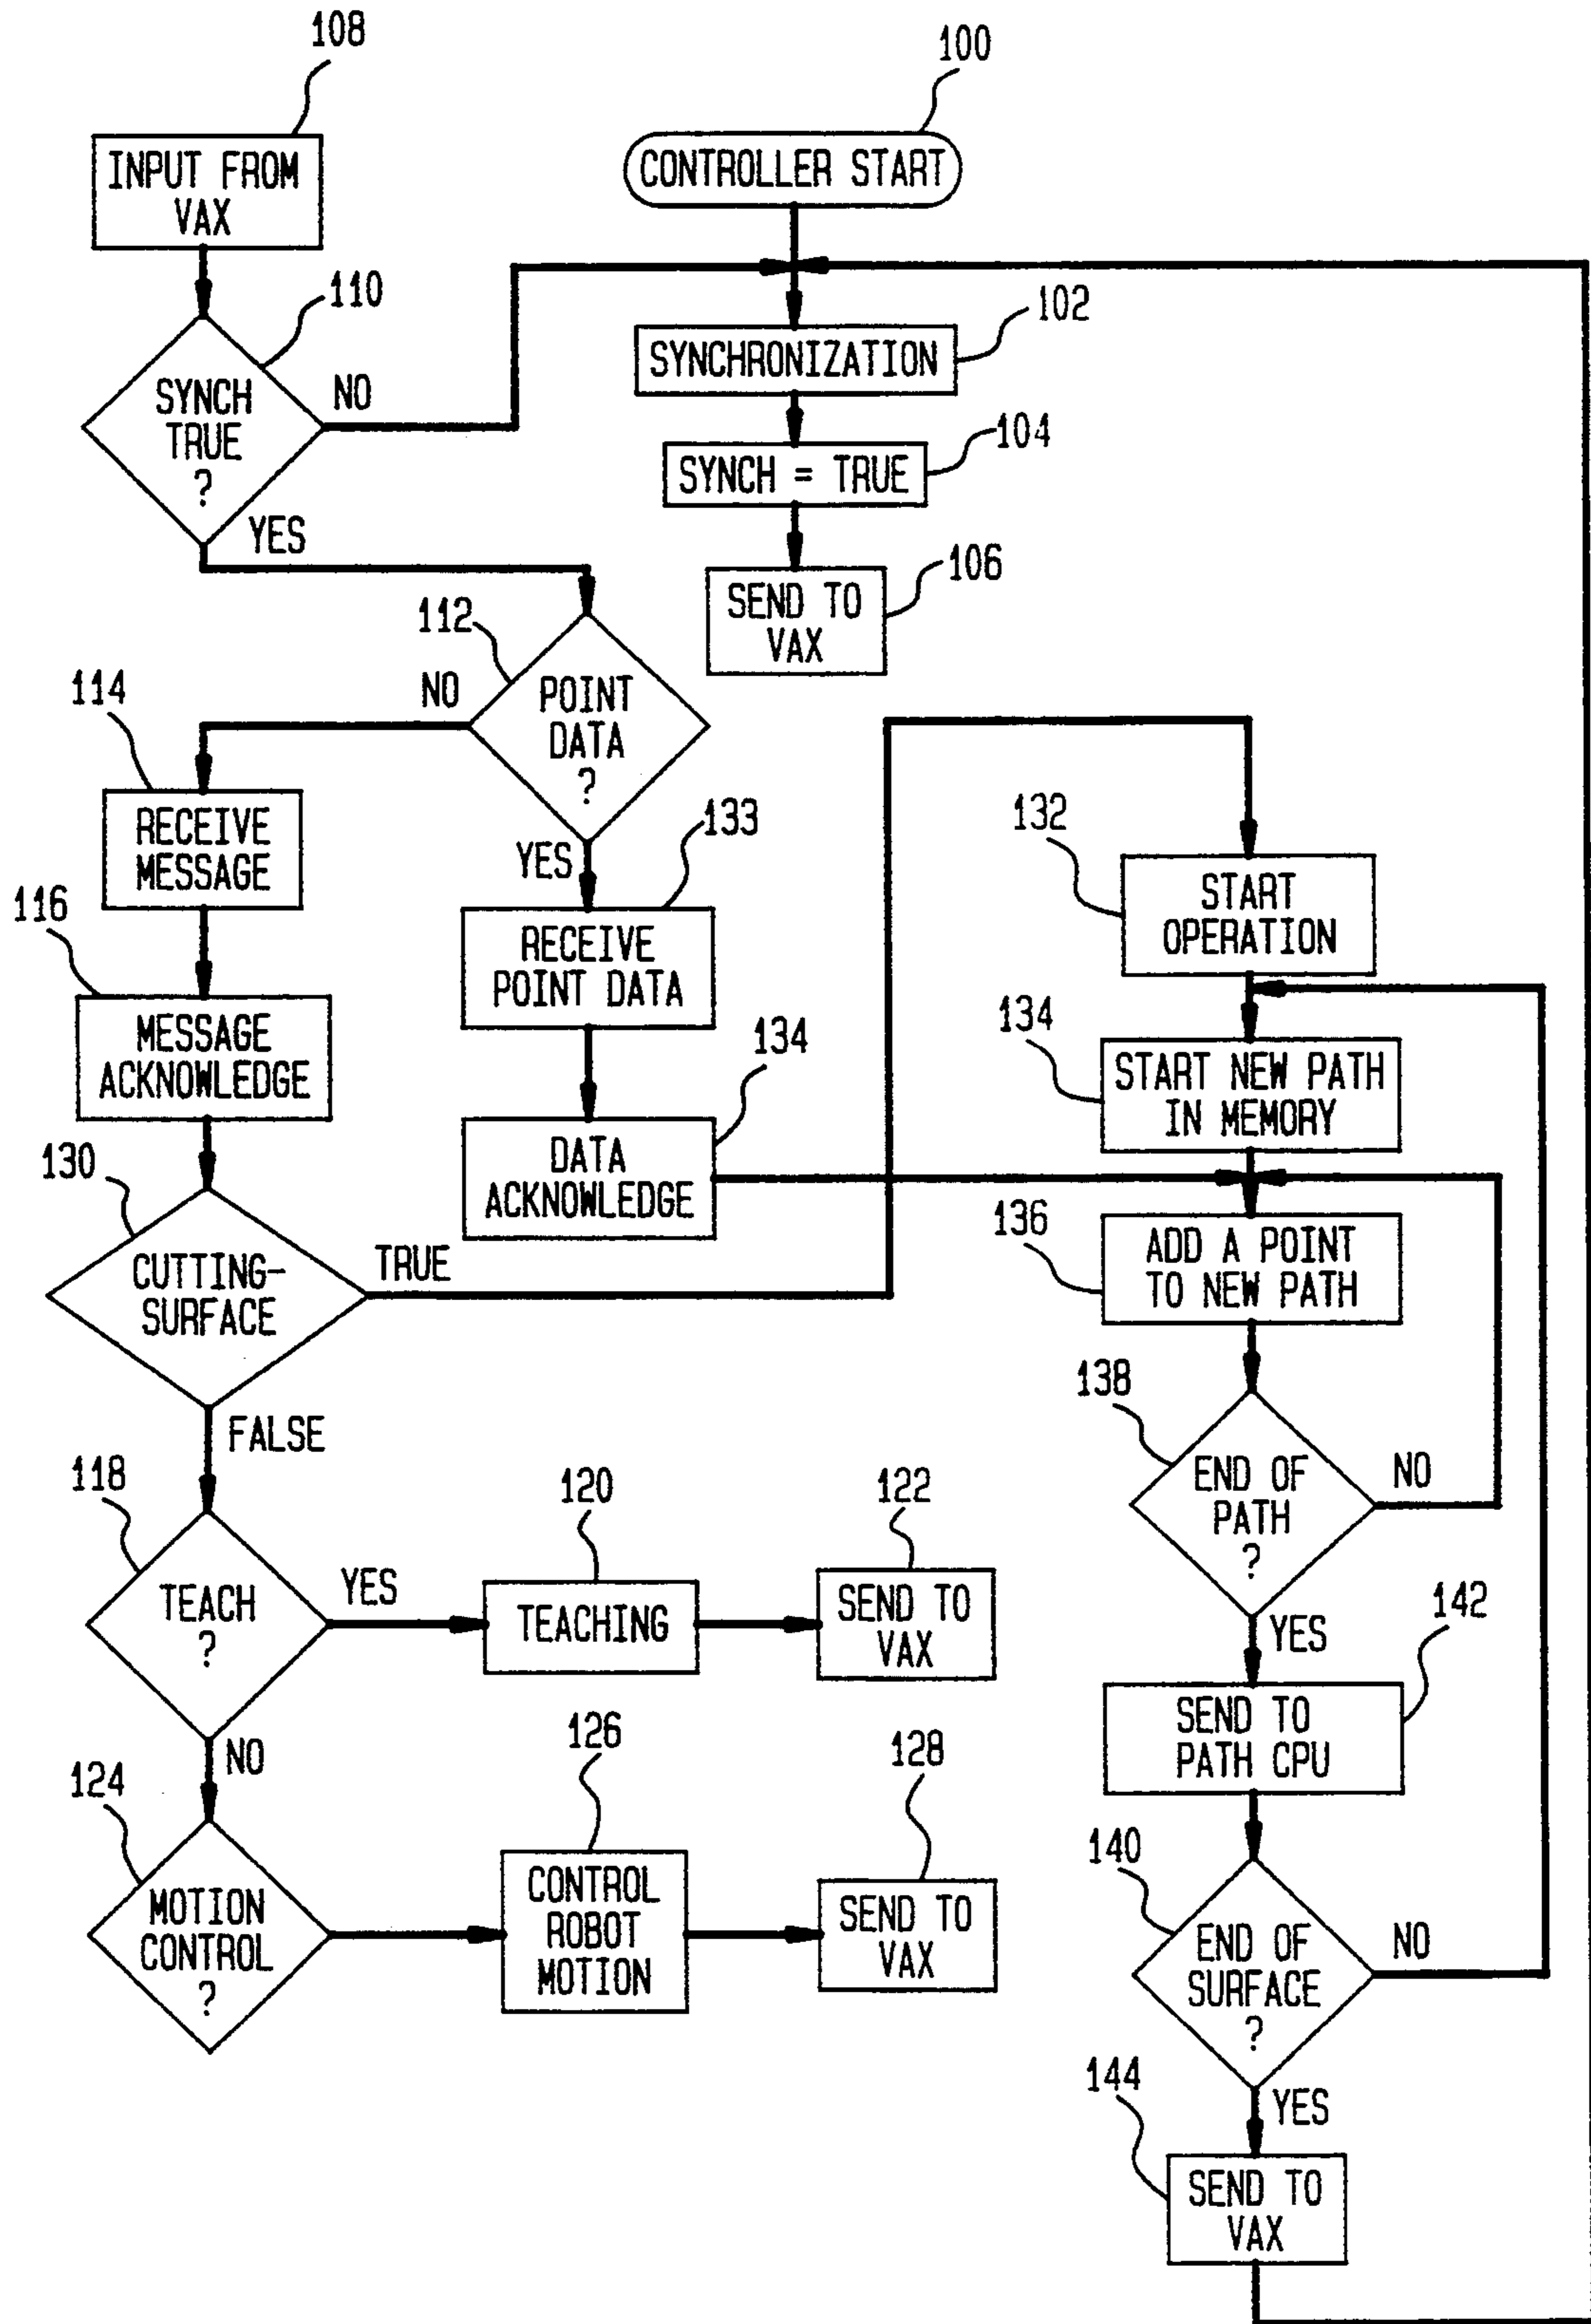 108
INPUT FROM
VAX
100
CONTROLLER START
110
SYNCH
TRUE
?
NO
YES
102
SYNCHRONIZATION
104
SYNCH = TRUE
106
SEND TO
VAX
112
POINT
DATA
?
NO
YES
114
RECEIVE
MESSAGE
116
MESSAGE
ACKNOWLEDGE
133
RECEIVE
POINT DATA
134
DATA
ACKNOWLEDGE
130
CUTTING-
SURFACE
TRUE
FALSE
118
TEACH
?
YES
NO
120
TEACHING
122
SEND TO
VAX
124
MOTION
CONTROL
?
126
CONTROL
ROBOT
MOTION
128
SEND TO
VAX
132
START
OPERATION
134
START NEW PATH
IN MEMORY
136
ADD A POINT
TO NEW PATH
138
END OF
PATH
?
NO
YES
142
SEND TO
PATH CPU
140
END OF
SURFACE
?
NO
YES
144
SEND TO
VAX